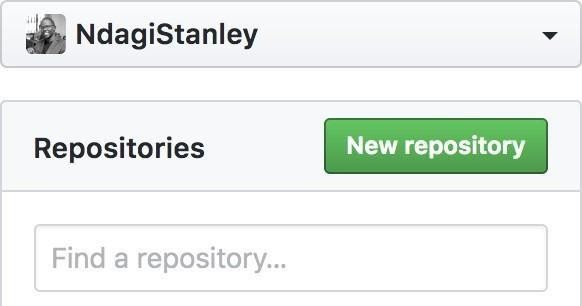 NdagiStanley
Repositories
New repository
Find a repository...